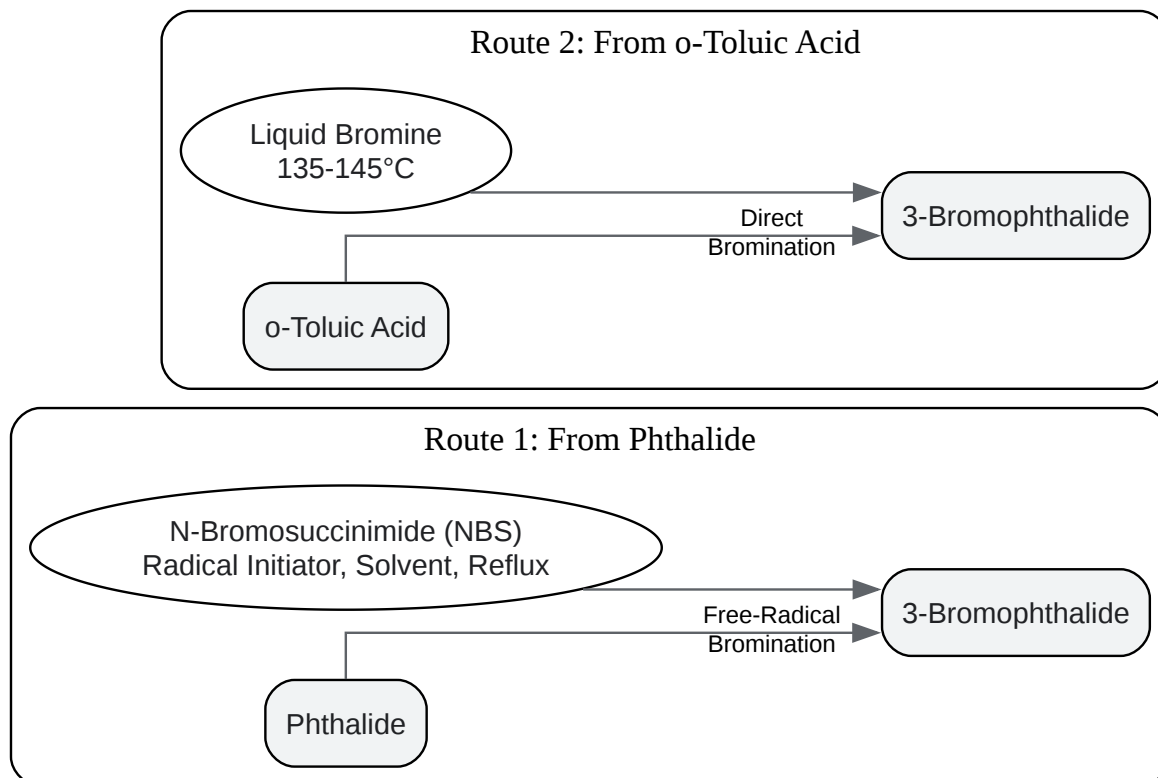 Route 2: From o-Toluic Acid
Liquid Bromine
135-145°C
3-Bromophthalide
Direct
Bromination
o-Toluic Acid
Route 1: From Phthalide
N-Bromosuccinimide (NBS)
Radical Initiator, Solvent, Reflux
3-Bromophthalide
Free-Radical
Bromination
Phthalide